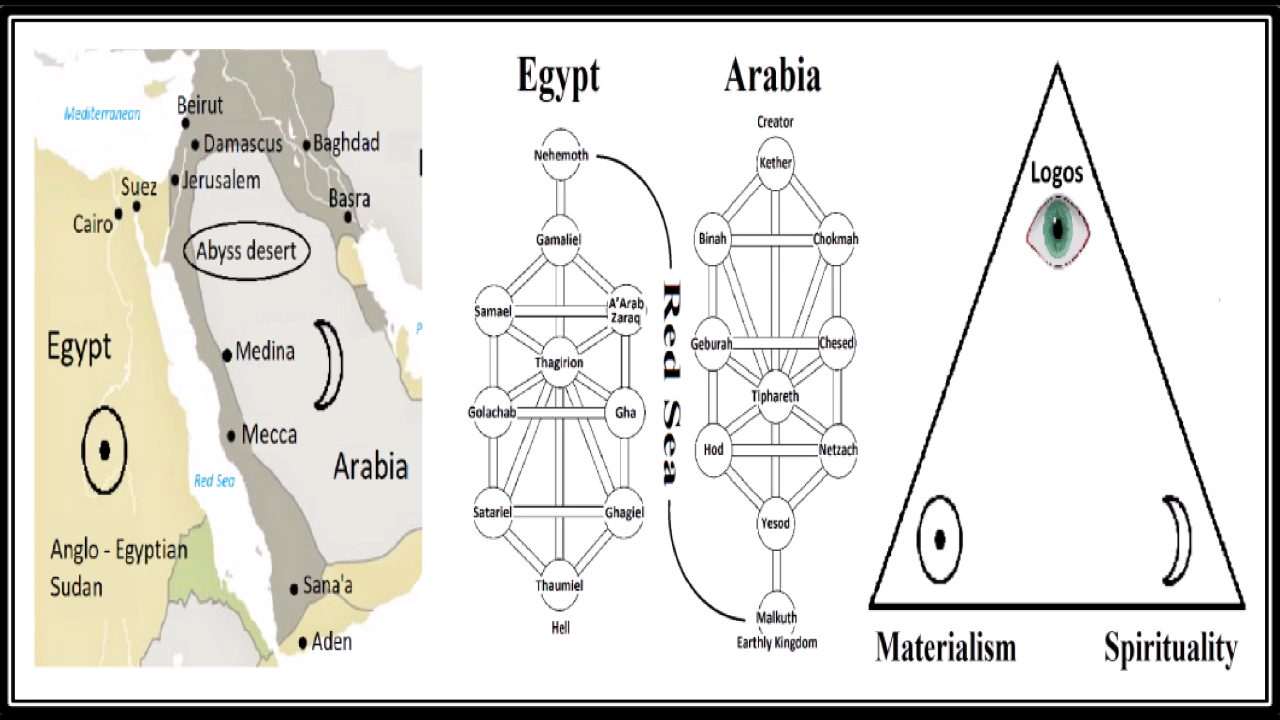 Mediterranean
Beirut
Damascus
Baghdad
Jerusalem
Suez
Basra
Cairo
Abyss desert
Egypt
Medina
Mecca
Arabia
Red Sea
Anglo - Egyptian
Sudan
Sana'a
Aden
P
Egypt
Nehemoth
Gamaliel
Samael
A'Arab
Zaraq
Thagirion
Golachab
Gha
Satariel
Ghagiel
Thaumiel
Hell
Red Sea
Arabia
Creator
Kether
Binah
Chokmah
Geburah
Chesed
Tiphareth
Hod
Netzach
Yesod
Malkuth
Earthly Kingdom
Logos
Materialism
Spirituality